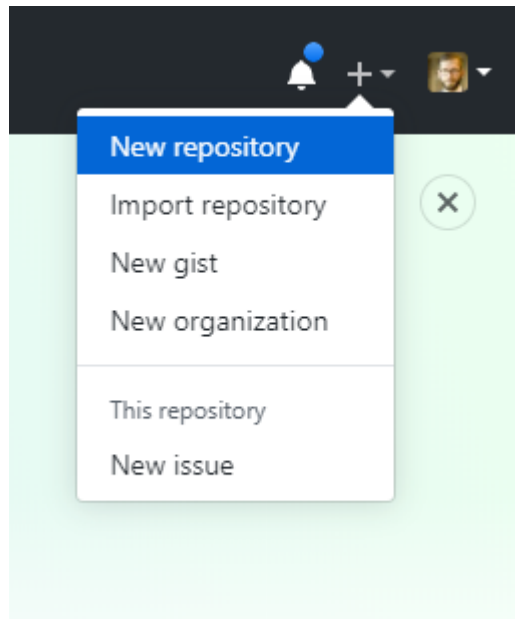 New repository
Import repository
New gist
New organization
This repository
New issue